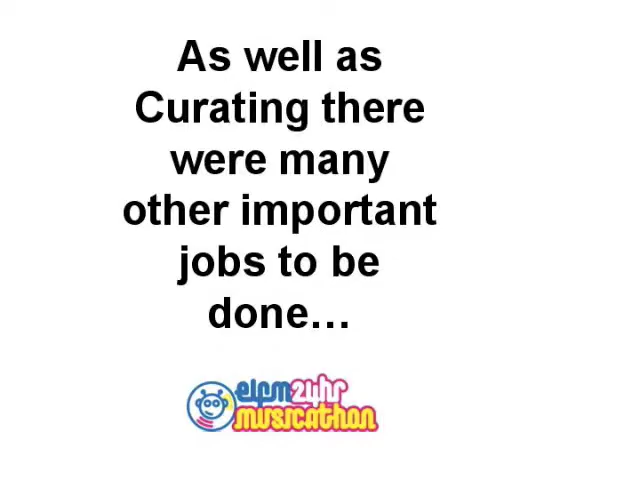 As well as
Curating there
were many
other important
jobs to be
done...
elpm24hr
musicathon